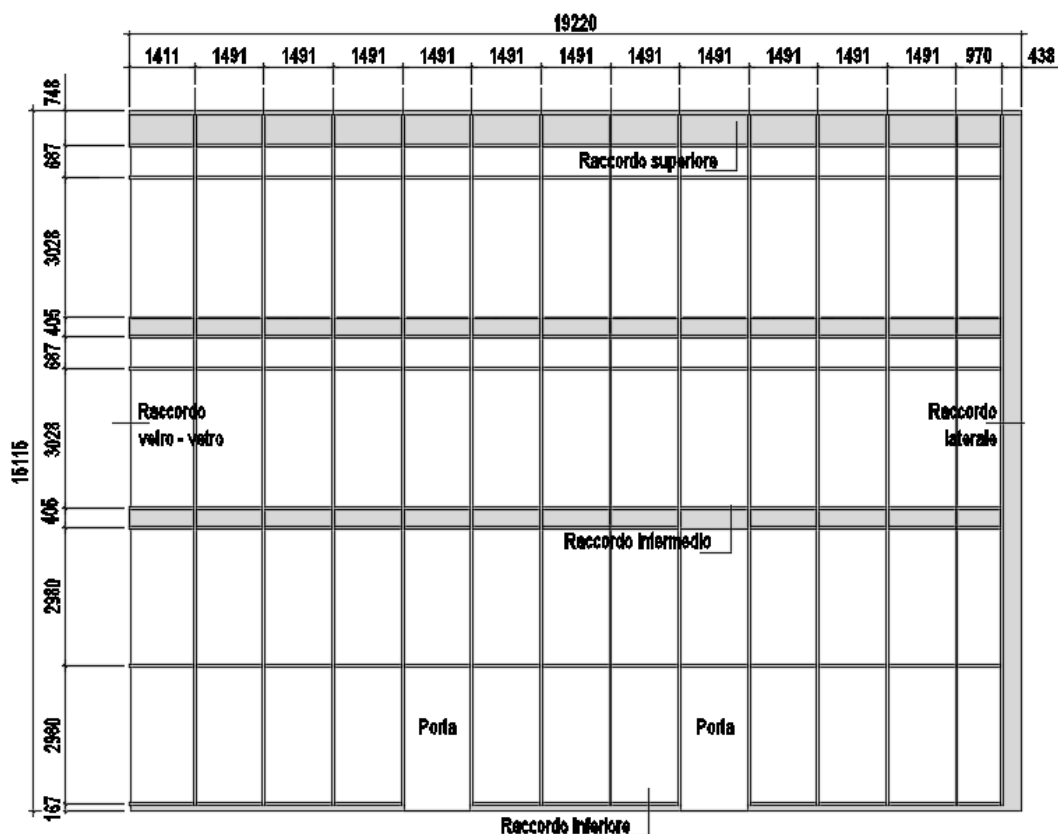 19220
1411 1491 1491 1491 1491 1491 1491 1491 1491 1491 1491 1491 970 438
748
687
Raccordo superiore
3028
405
687
Raccordo
vetro - vetro
Raccordo
laterale
3028
15115
405
Raccordo intermedio
2980
2980
Porta
Porta
167
Raccordo inferiore